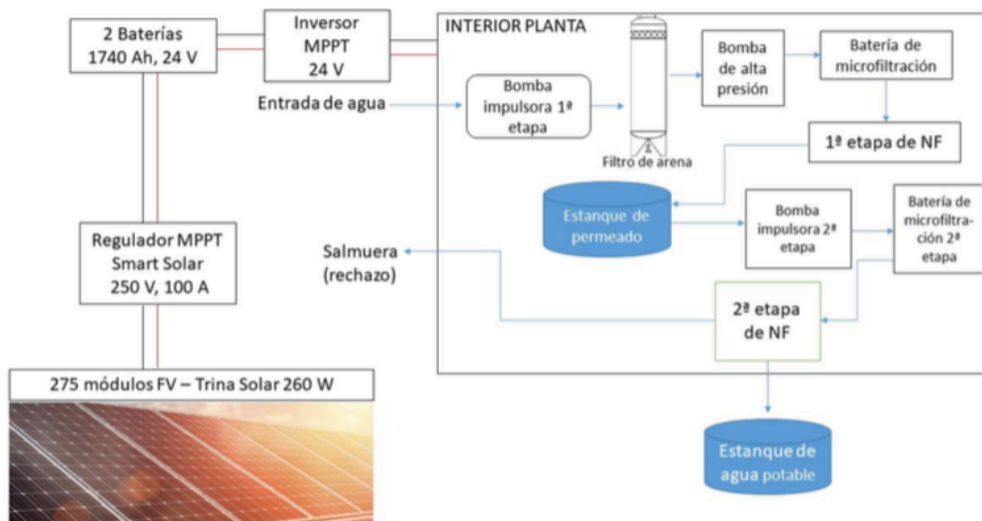 2 Baterías
1740 Ah, 24 V
Inversor
MPPT
24 V
INTERIOR PLANTA
Entrada de agua
Bomba
impulsora 1ª
etapa
Filtro de arena
Bomba
de alta
presión
Batería de
microfiltración
1ª etapa de NF
Estanque de
permeado
Bomba
impulsora 2ª
etapa
Batería de
microfiltra-
ción 2ª
etapa
Regulador MPPT
Smart Solar
250 V, 100 A
Salmuera
(rechazo)
2ª etapa
de NF
275 módulos FV – Trina Solar 260 W
Estanque de
agua potable